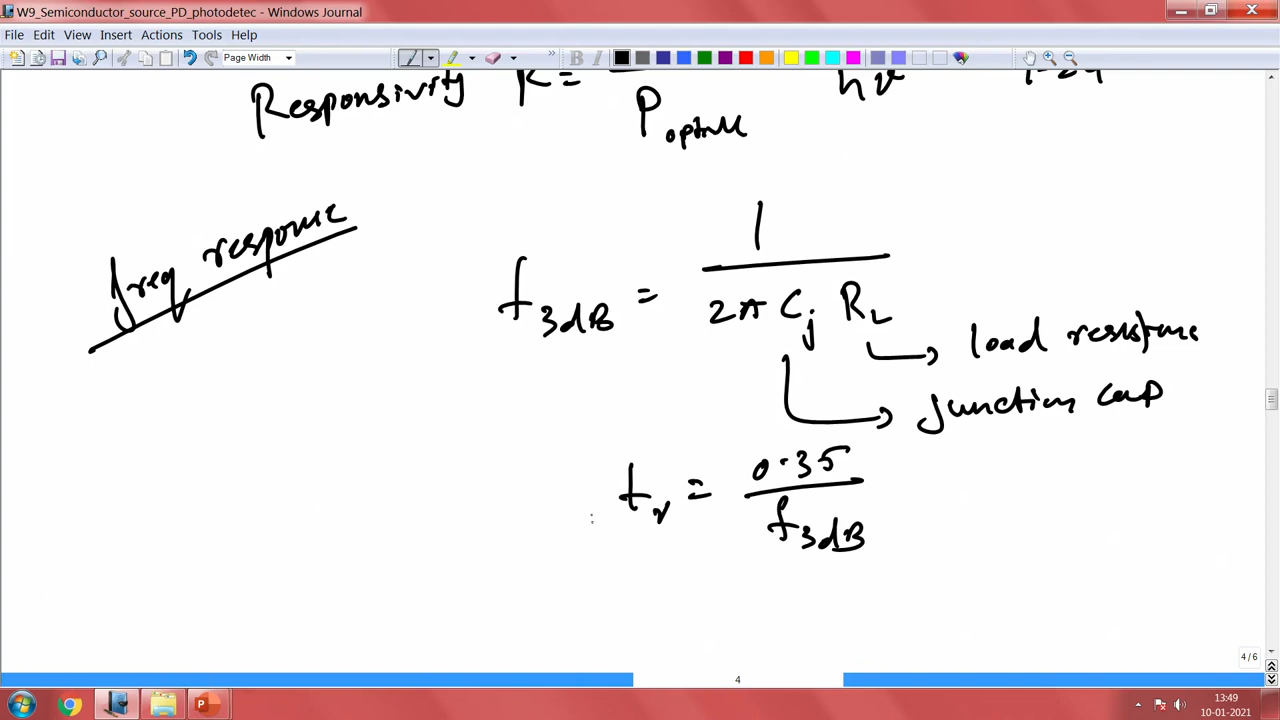 W9_Semiconductor_source_PD_photodetec - Windows Journal
File Edit View Insert Actions Tools Help
Page Width
B I
Responsivity R = P optical hν 1.24
freq response
f3dB = 1 / 2π Cj RL
load resistance
junction cap
tr = 0.35 / f3dB
4/6
4
13:49
10-01-2021